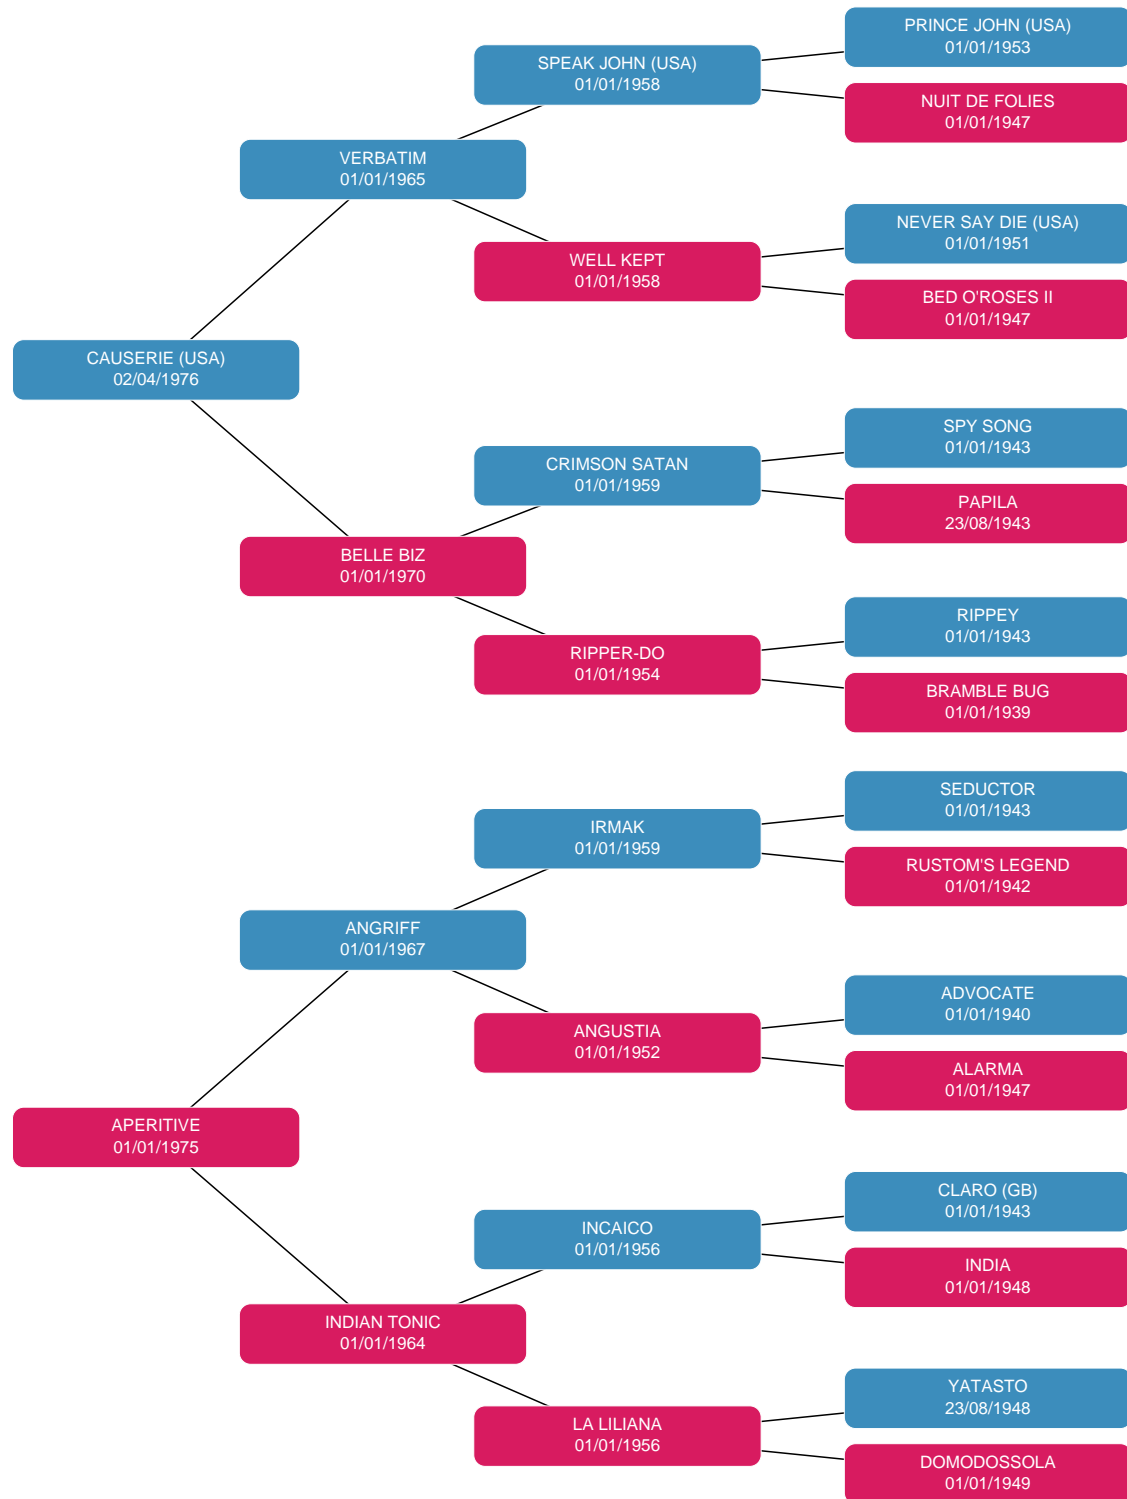 PRINCE JOHN (USA)
01/01/1953
SPEAK JOHN (USA)
01/01/1958
NUIT DE FOLIES
01/01/1947
VERBATIM
01/01/1965
NEVER SAY DIE (USA)
01/01/1951
WELL KEPT
01/01/1958
BED O'ROSES II
01/01/1947
CAUSERIE (USA)
02/04/1976
SPY SONG
01/01/1943
CRIMSON SATAN
01/01/1959
PAPILA
23/08/1943
BELLE BIZ
01/01/1970
RIPPEY
01/01/1943
RIPPER-DO
01/01/1954
BRAMBLE BUG
01/01/1939
SEDUCTOR
01/01/1943
IRMAK
01/01/1959
RUSTOM'S LEGEND
01/01/1942
ANGRIFF
01/01/1967
ADVOCATE
01/01/1940
ANGUSTIA
01/01/1952
ALARMA
01/01/1947
APERITIVE
01/01/1975
CLARO (GB)
01/01/1943
INCAICO
01/01/1956
INDIA
01/01/1948
INDIAN TONIC
01/01/1964
YATASTO
23/08/1948
LA LILIANA
01/01/1956
DOMODOSSOLA
01/01/1949